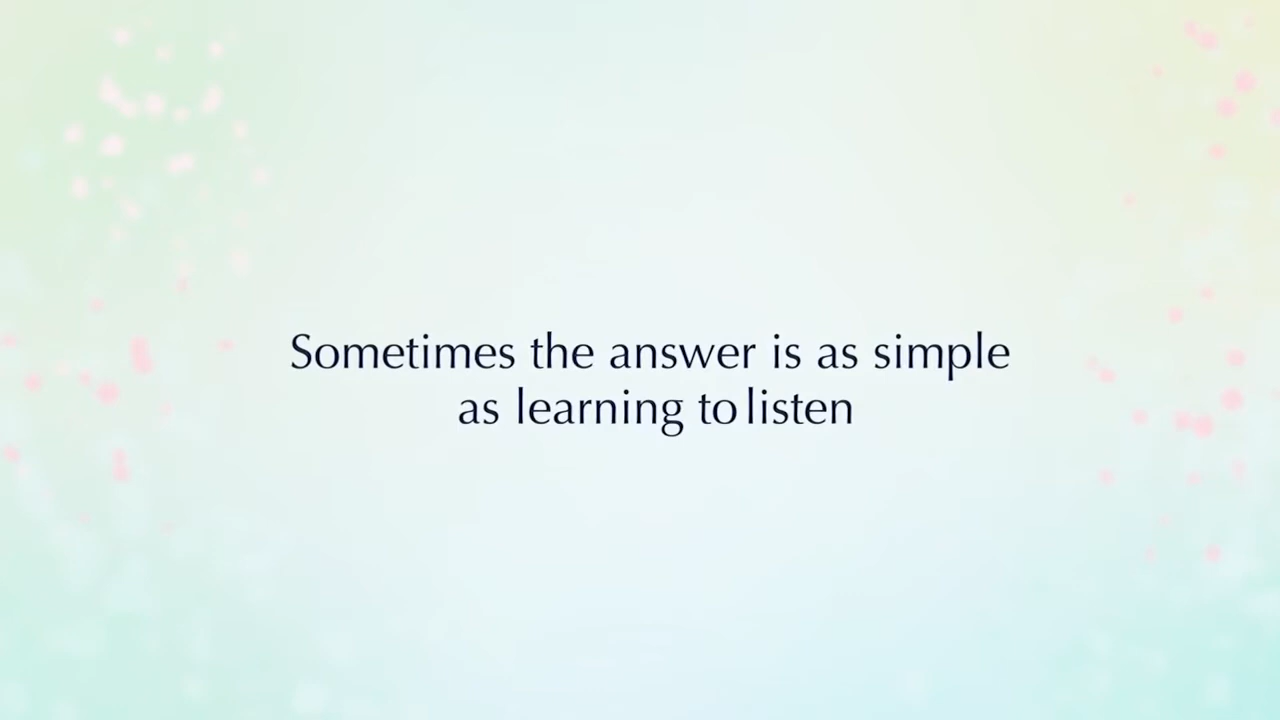 Sometimes the answer is as simple
as learning to listen